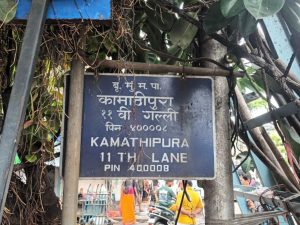 बृ. मुं. म. पा.
कामाठीपुरा
११ वी गल्ली
पिन ४००००८
KAMATHIPURA
11 TH LANE
PIN 400008